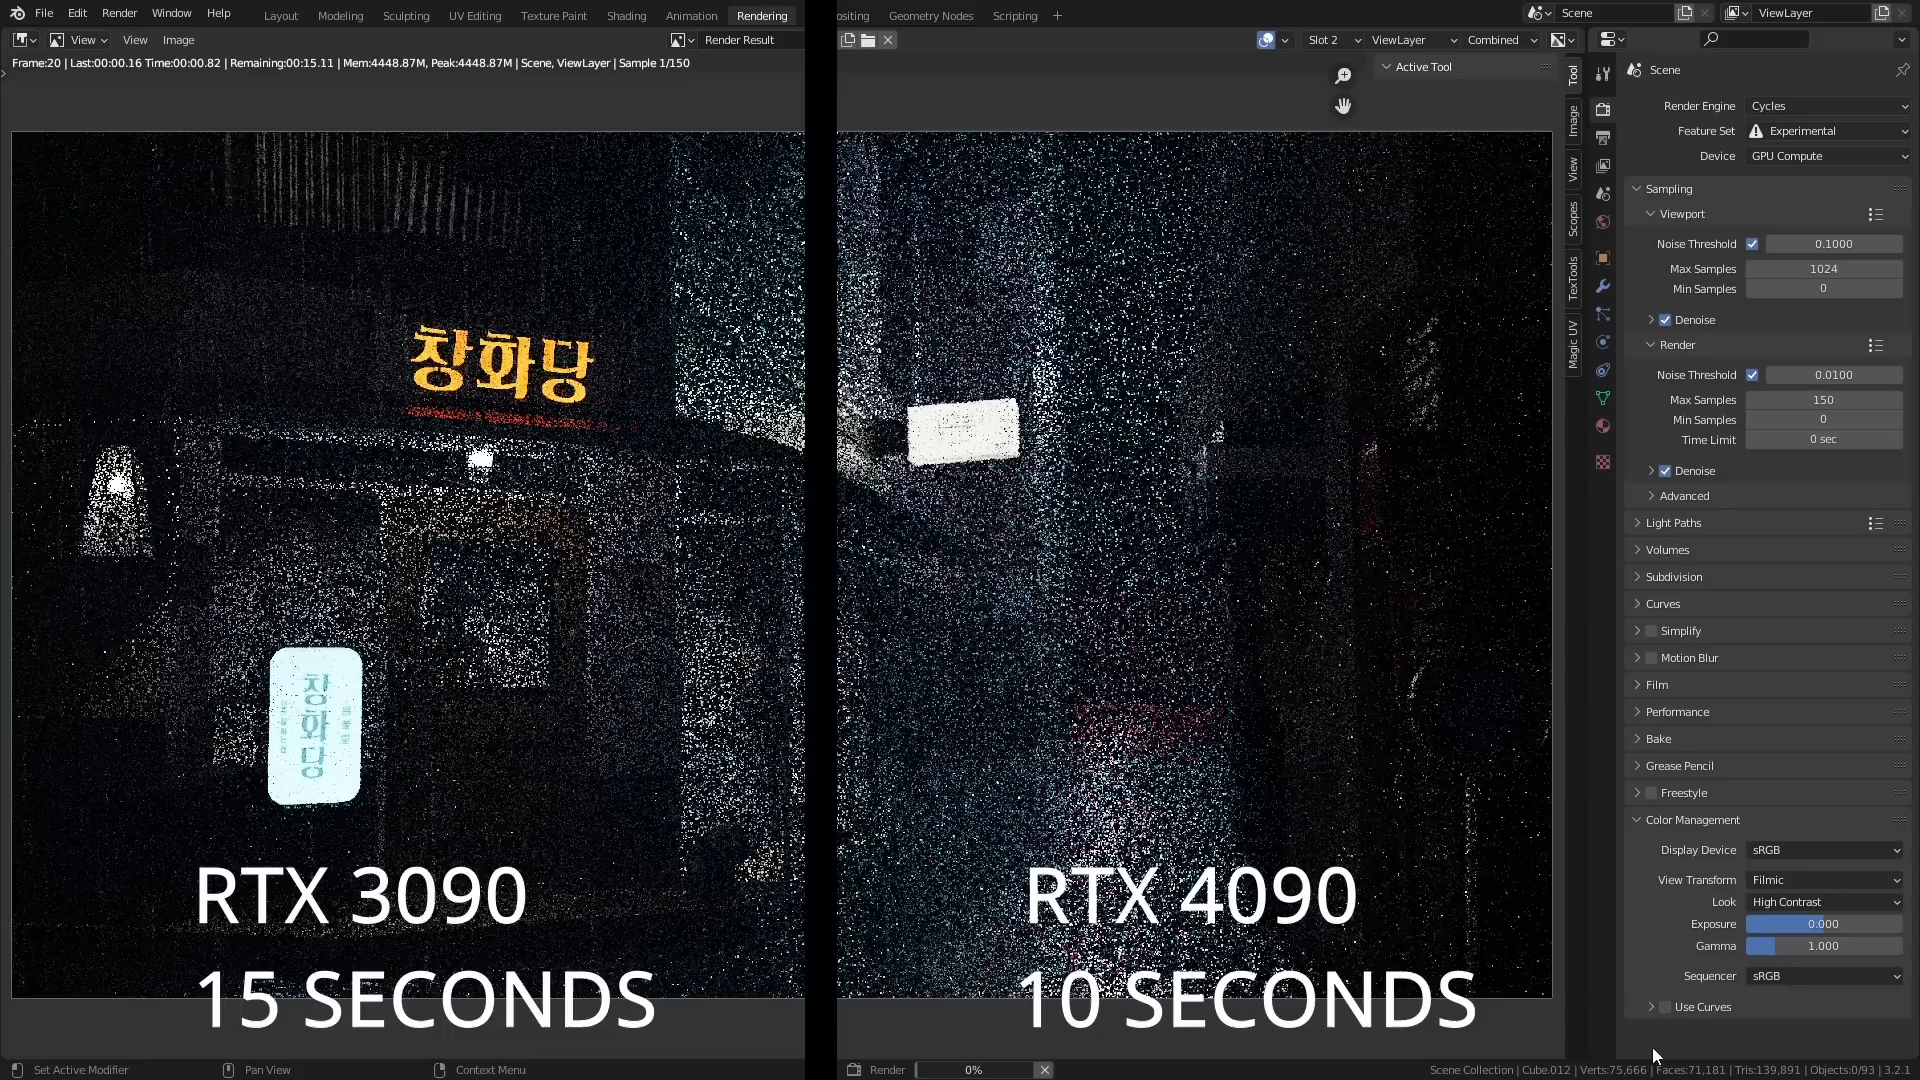 File Edit Render Window Help
Layout Modeling Sculpting UV Editing Texture Paint Shading Animation Rendering
ositing Geometry Nodes Scripting
Scene
ViewLayer
View View Image
Render Result
Slot 2 ViewLayer Combined
Frame:20 | Last:00:00.16 Time:00:00.82 | Remaining:00:15.11 | Mem:4448.87M, Peak:4448.87M | Scene, ViewLayer | Sample 1/150
Active Tool
Tool
Image
View
Scopes
TexTools
Magic UV
Scene
Render Engine Cycles
Feature Set Experimental
Device GPU Compute
Sampling
Viewport
Noise Threshold 0.1000
Max Samples 1024
Min Samples 0
Denoise
Render
Noise Threshold 0.0100
Max Samples 150
Min Samples 0
Time Limit 0 sec
Denoise
Advanced
Light Paths
Volumes
Subdivision
Curves
Simplify
Motion Blur
Film
Performance
Bake
Grease Pencil
Freestyle
Color Management
Display Device sRGB
View Transform Filmic
Look High Contrast
Exposure 0.000
Gamma 1.000
Sequencer sRGB
Use Curves
창화당
창화당
RTX 3090
15 SECONDS
RTX 4090
10 SECONDS
Set Active Modifier Pan View Context Menu
Render 0%
Scene Collection | Cube.012 | Verts:75,666 | Faces:71,181 | Tris:139,891 | Objects:0/93 | 3.2.1